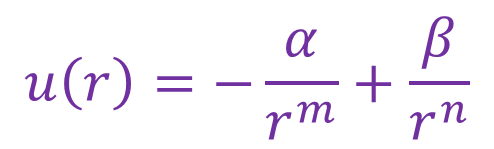 u(r) = −α/r^m + β/r^n